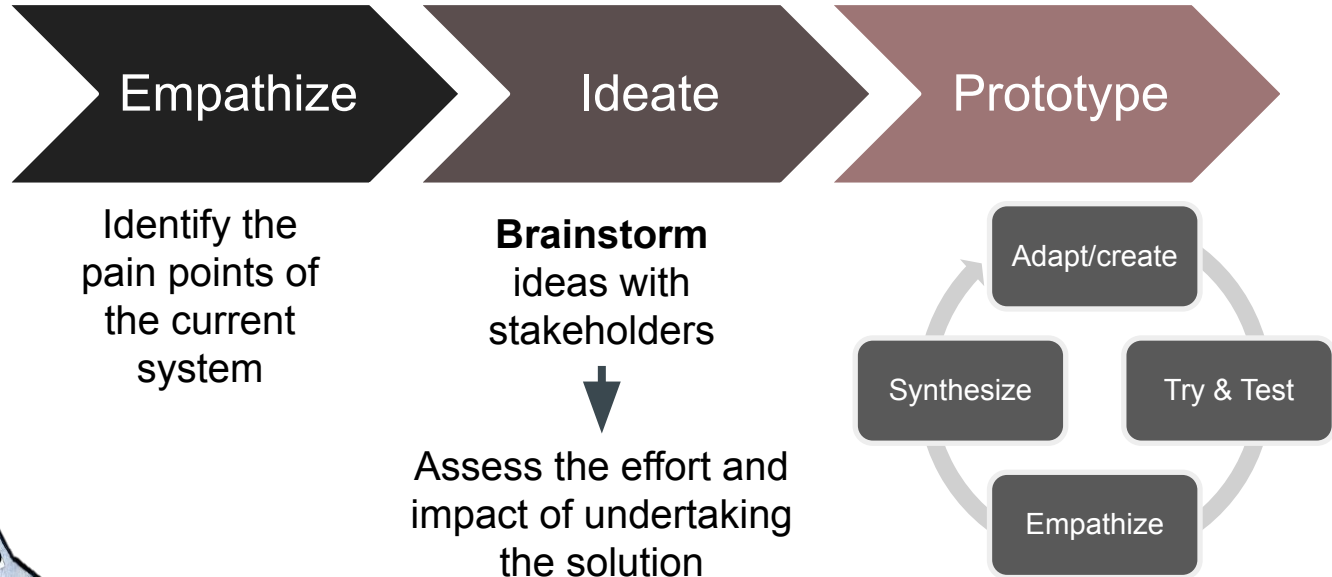 Empathize
Ideate
Prototype
Identify the
pain points of
the current
system
Brainstorm
ideas with
stakeholders
Assess the effort and
impact of undertaking
the solution
Adapt/create
Try & Test
Empathize
Synthesize